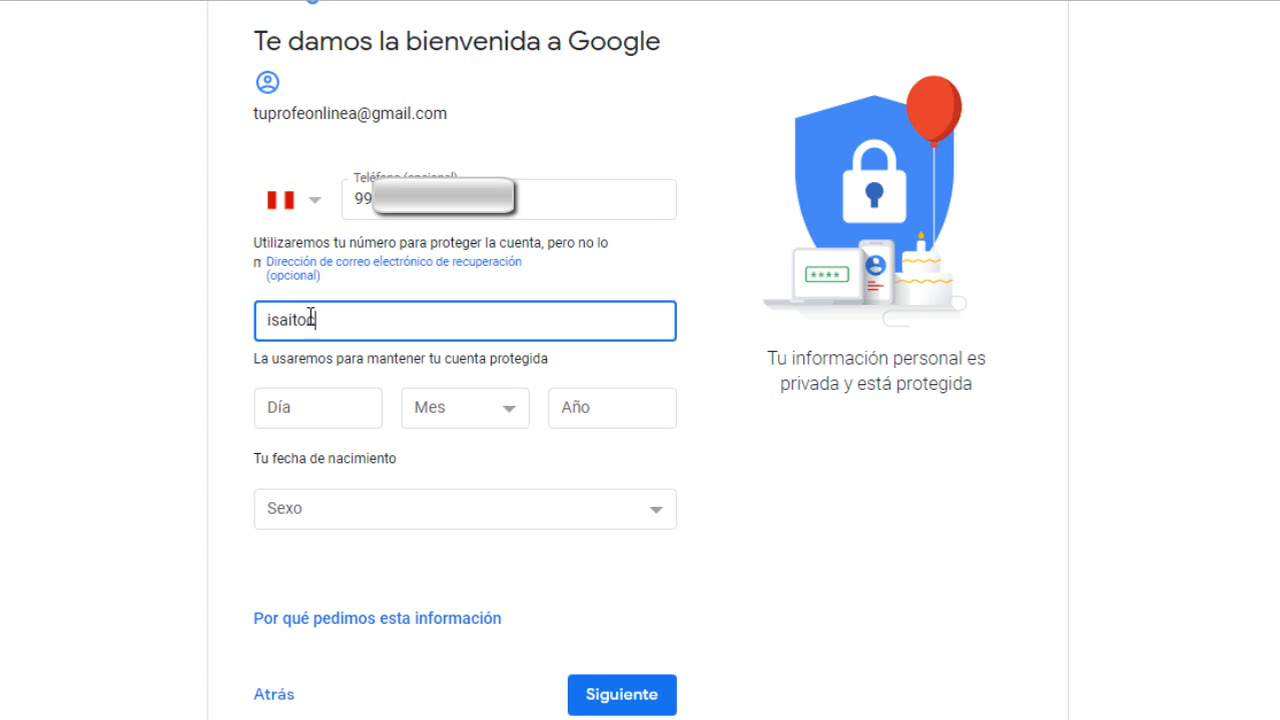 Te damos la bienvenida a Google
tuprofeonlinea@gmail.com
Teléfono (opcional)
99
Utilizaremos tu número para proteger la cuenta, pero no lo
Dirección de correo electrónico de recuperación
(opcional)
La usaremos para mantener tu cuenta protegida
Día
Mes
Año
Tu fecha de nacimiento
Sexo
Por qué pedimos esta información
Atrás
Siguiente
****
Tu información personal es
privada y está protegida